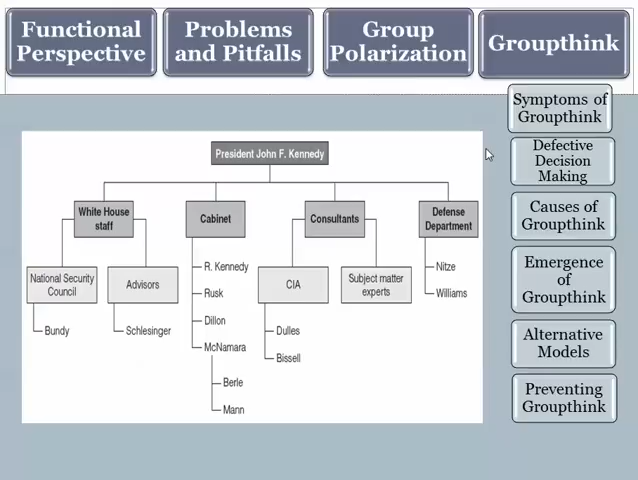 Functional
Perspective
Problems
and Pitfalls
Group
Polarization
Groupthink
Symptoms of
Groupthink
Defective
Decision
Making
Causes of
Groupthink
Emergence
of
Groupthink
Alternative
Models
Preventing
Groupthink
President John F. Kennedy
White House
staff
Cabinet
Consultants
Defense
Department
National Security
Council
Advisors
Bundy
Schlesinger
R. Kennedy
Rusk
Dillon
McNamara
Berle
Mann
CIA
Subject matter
experts
Dulles
Bissell
Nitze
Williams